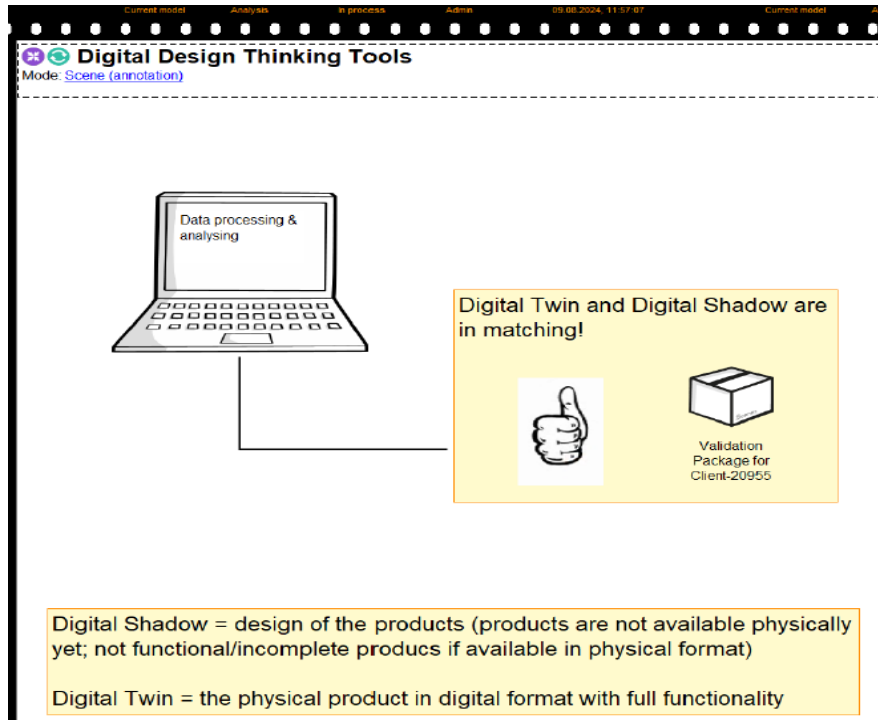 Current model Analysis In process Admin 09.08.2024, 11:57:07 Current model A
Digital Design Thinking Tools
Mode: Scene (annotation)
Data processing &
analysing
Digital Twin and Digital Shadow are
in matching!
Validation
Package for
Client-20955
Digital Shadow = design of the products (products are not available physically
yet; not functional/incomplete producs if available in physical format)
Digital Twin = the physical product in digital format with full functionality